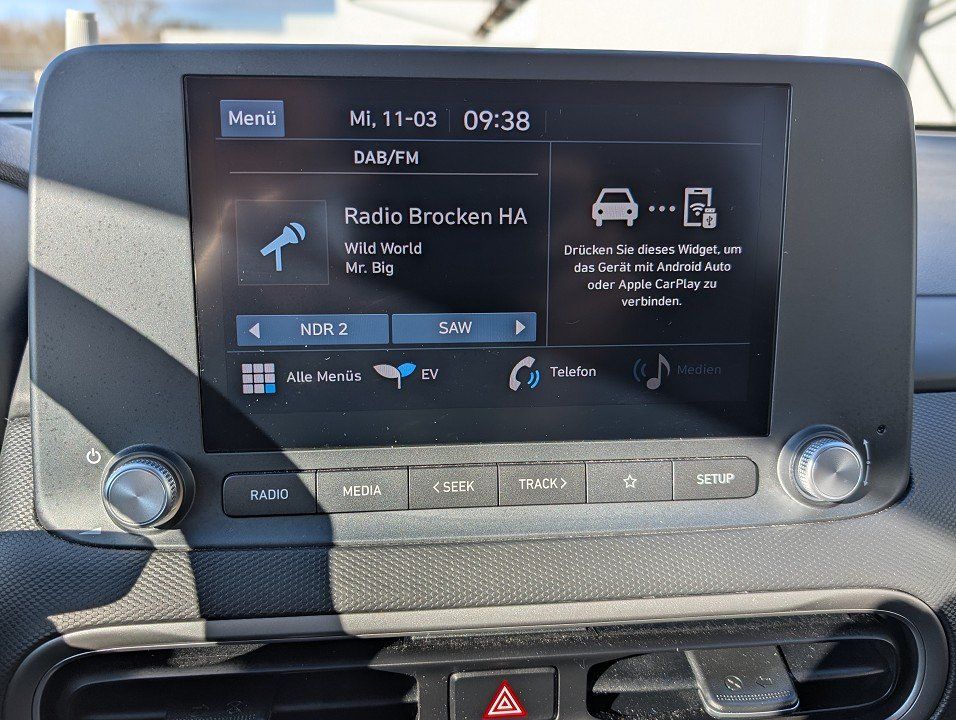 Menü
Mi, 11-03 09:38
DAB/FM
Radio Brocken HA
Wild World
Mr. Big
NDR 2
SAW
Drücken Sie dieses Widget, um
das Gerät mit Android Auto
oder Apple CarPlay zu
verbinden.
Alle Menüs
EV
Telefon
Medien
RADIO
MEDIA
< SEEK
TRACK >
SETUP